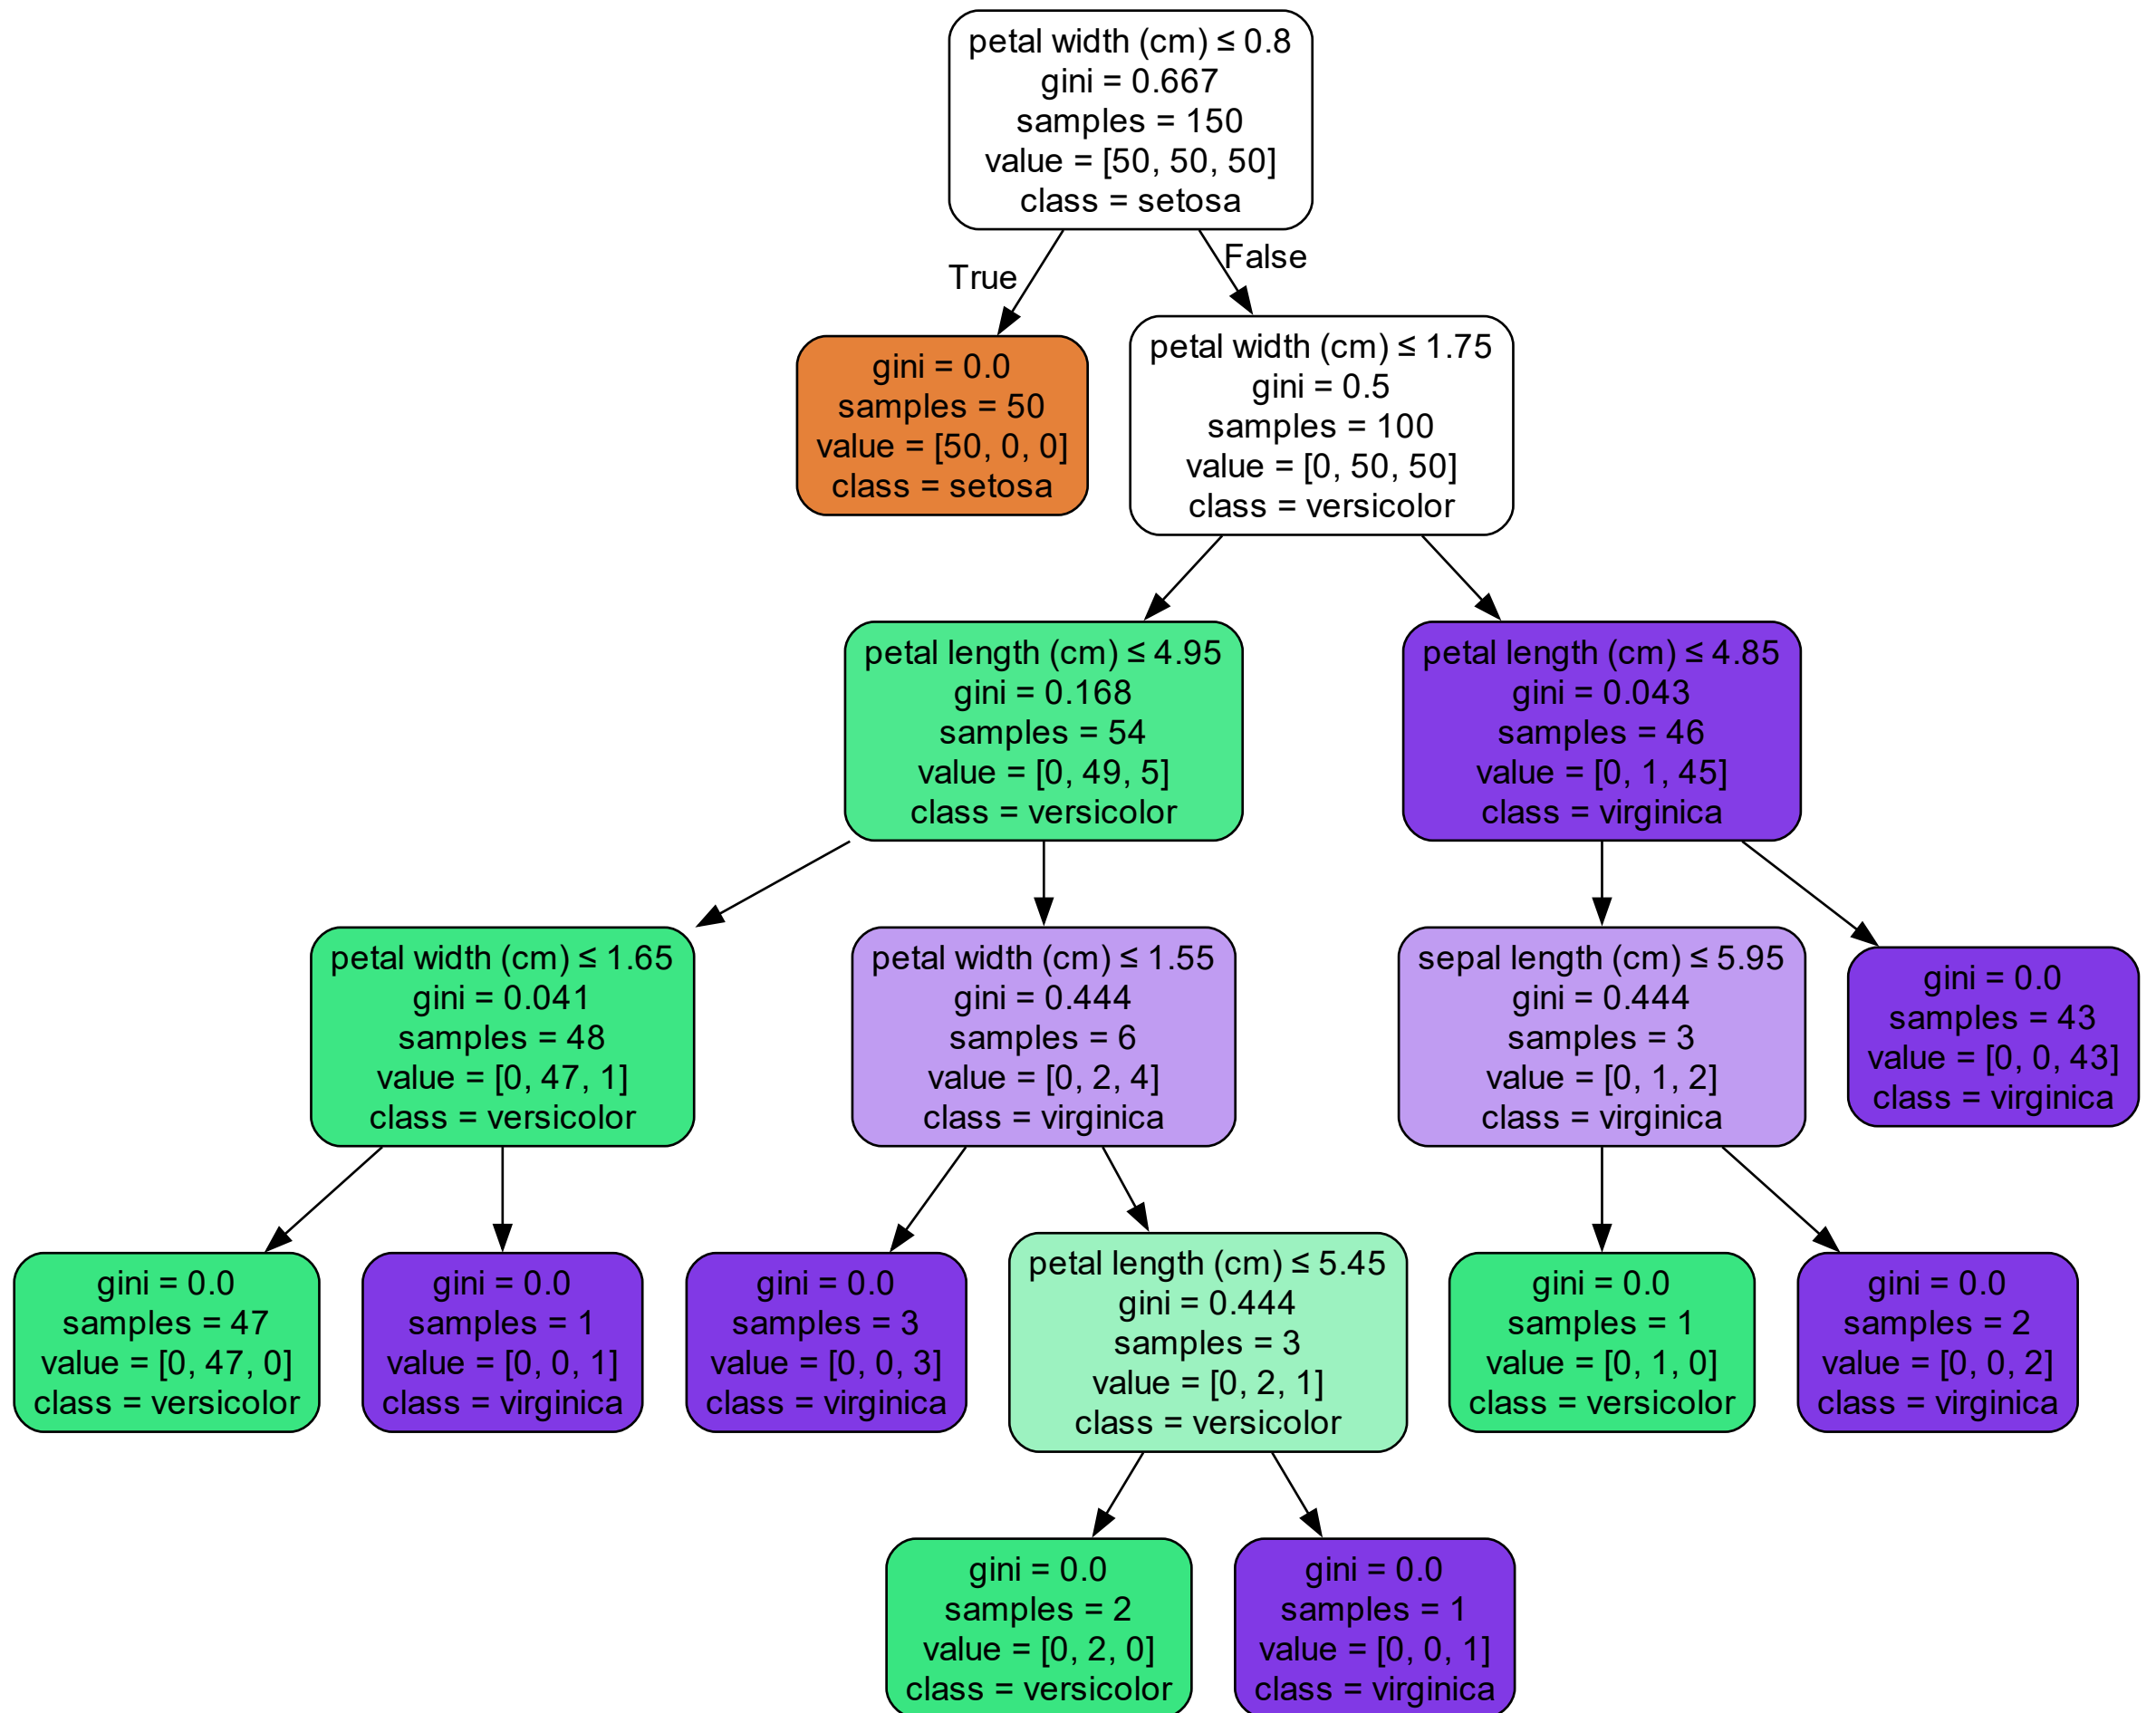 petal width (cm) ≤ 0.8
gini = 0.667
samples = 150
value = [50, 50, 50]
class = setosa
True
False
gini = 0.0
samples = 50
value = [50, 0, 0]
class = setosa
petal width (cm) ≤ 1.75
gini = 0.5
samples = 100
value = [0, 50, 50]
class = versicolor
petal length (cm) ≤ 4.95
gini = 0.168
samples = 54
value = [0, 49, 5]
class = versicolor
petal length (cm) ≤ 4.85
gini = 0.043
samples = 46
value = [0, 1, 45]
class = virginica
petal width (cm) ≤ 1.65
gini = 0.041
samples = 48
value = [0, 47, 1]
class = versicolor
petal width (cm) ≤ 1.55
gini = 0.444
samples = 6
value = [0, 2, 4]
class = virginica
sepal length (cm) ≤ 5.95
gini = 0.444
samples = 3
value = [0, 1, 2]
class = virginica
gini = 0.0
samples = 43
value = [0, 0, 43]
class = virginica
gini = 0.0
samples = 47
value = [0, 47, 0]
class = versicolor
gini = 0.0
samples = 1
value = [0, 0, 1]
class = virginica
gini = 0.0
samples = 3
value = [0, 0, 3]
class = virginica
petal length (cm) ≤ 5.45
gini = 0.444
samples = 3
value = [0, 2, 1]
class = versicolor
gini = 0.0
samples = 1
value = [0, 1, 0]
class = versicolor
gini = 0.0
samples = 2
value = [0, 0, 2]
class = virginica
gini = 0.0
samples = 2
value = [0, 2, 0]
class = versicolor
gini = 0.0
samples = 1
value = [0, 0, 1]
class = virginica